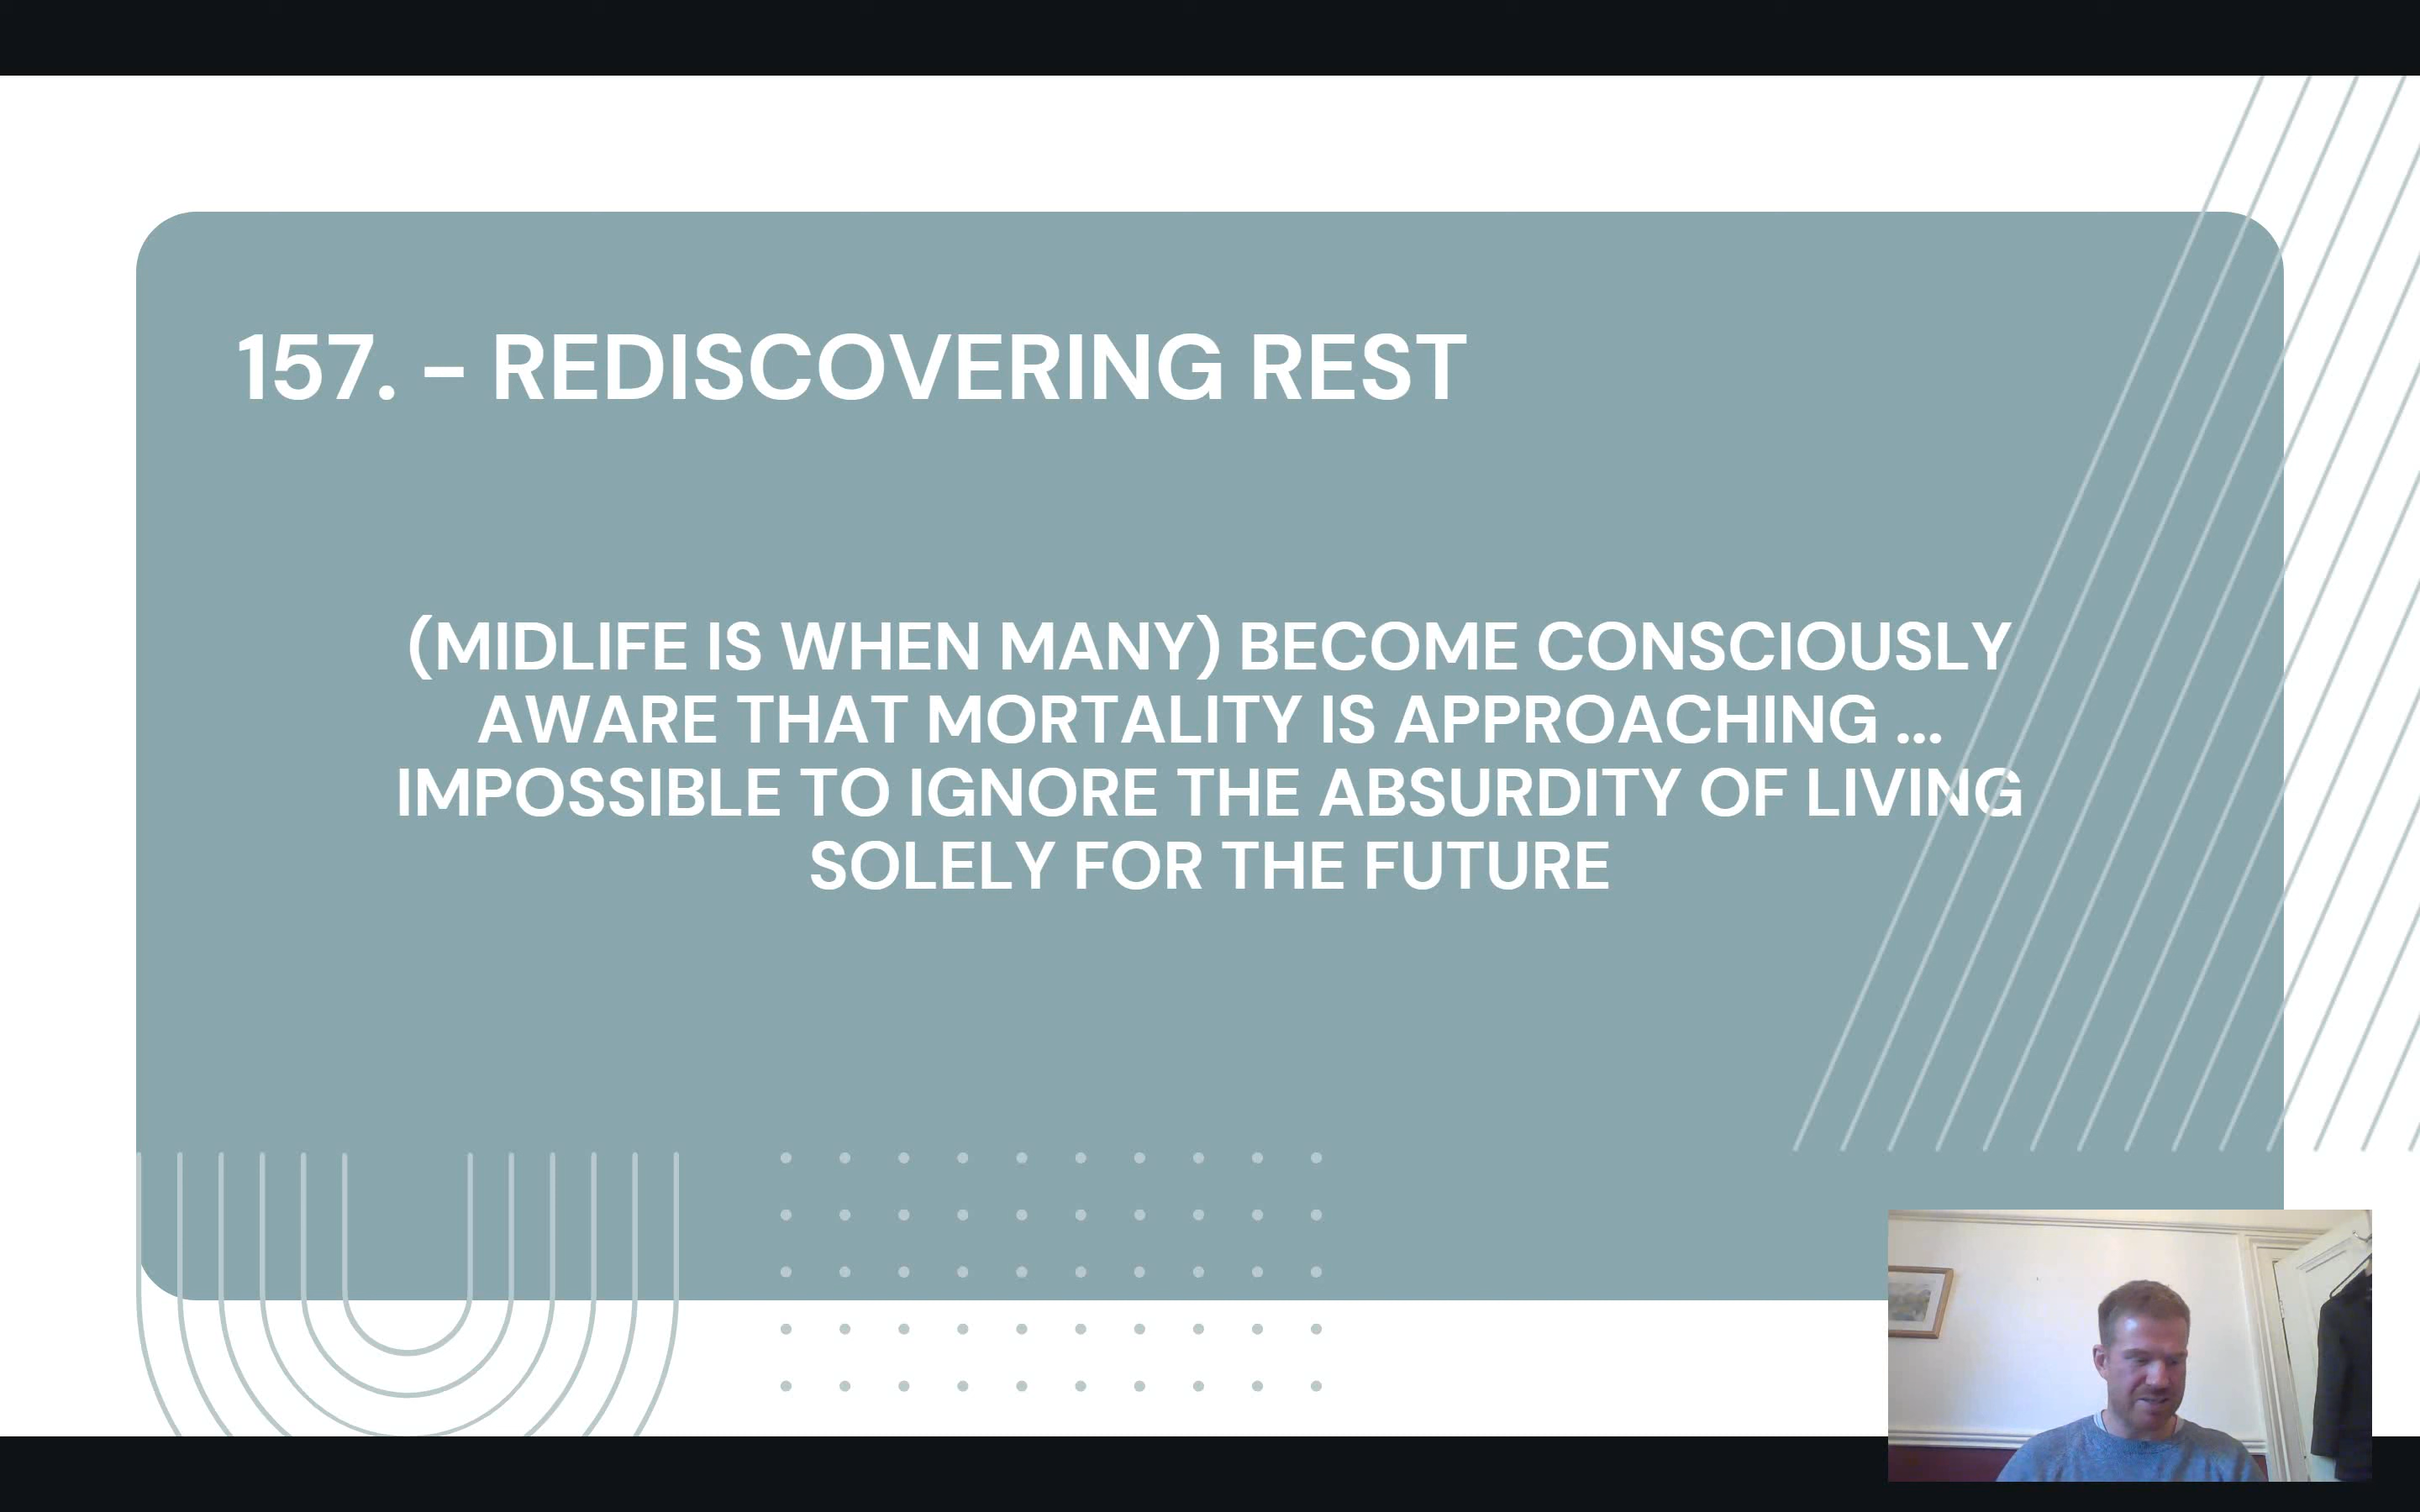 157. - REDISCOVERING REST
(MIDLIFE IS WHEN MANY) BECOME CONSCIOUSLY
AWARE THAT MORTALITY IS APPROACHING ...
IMPOSSIBLE TO IGNORE THE ABSURDITY OF LIVING
SOLELY FOR THE FUTURE